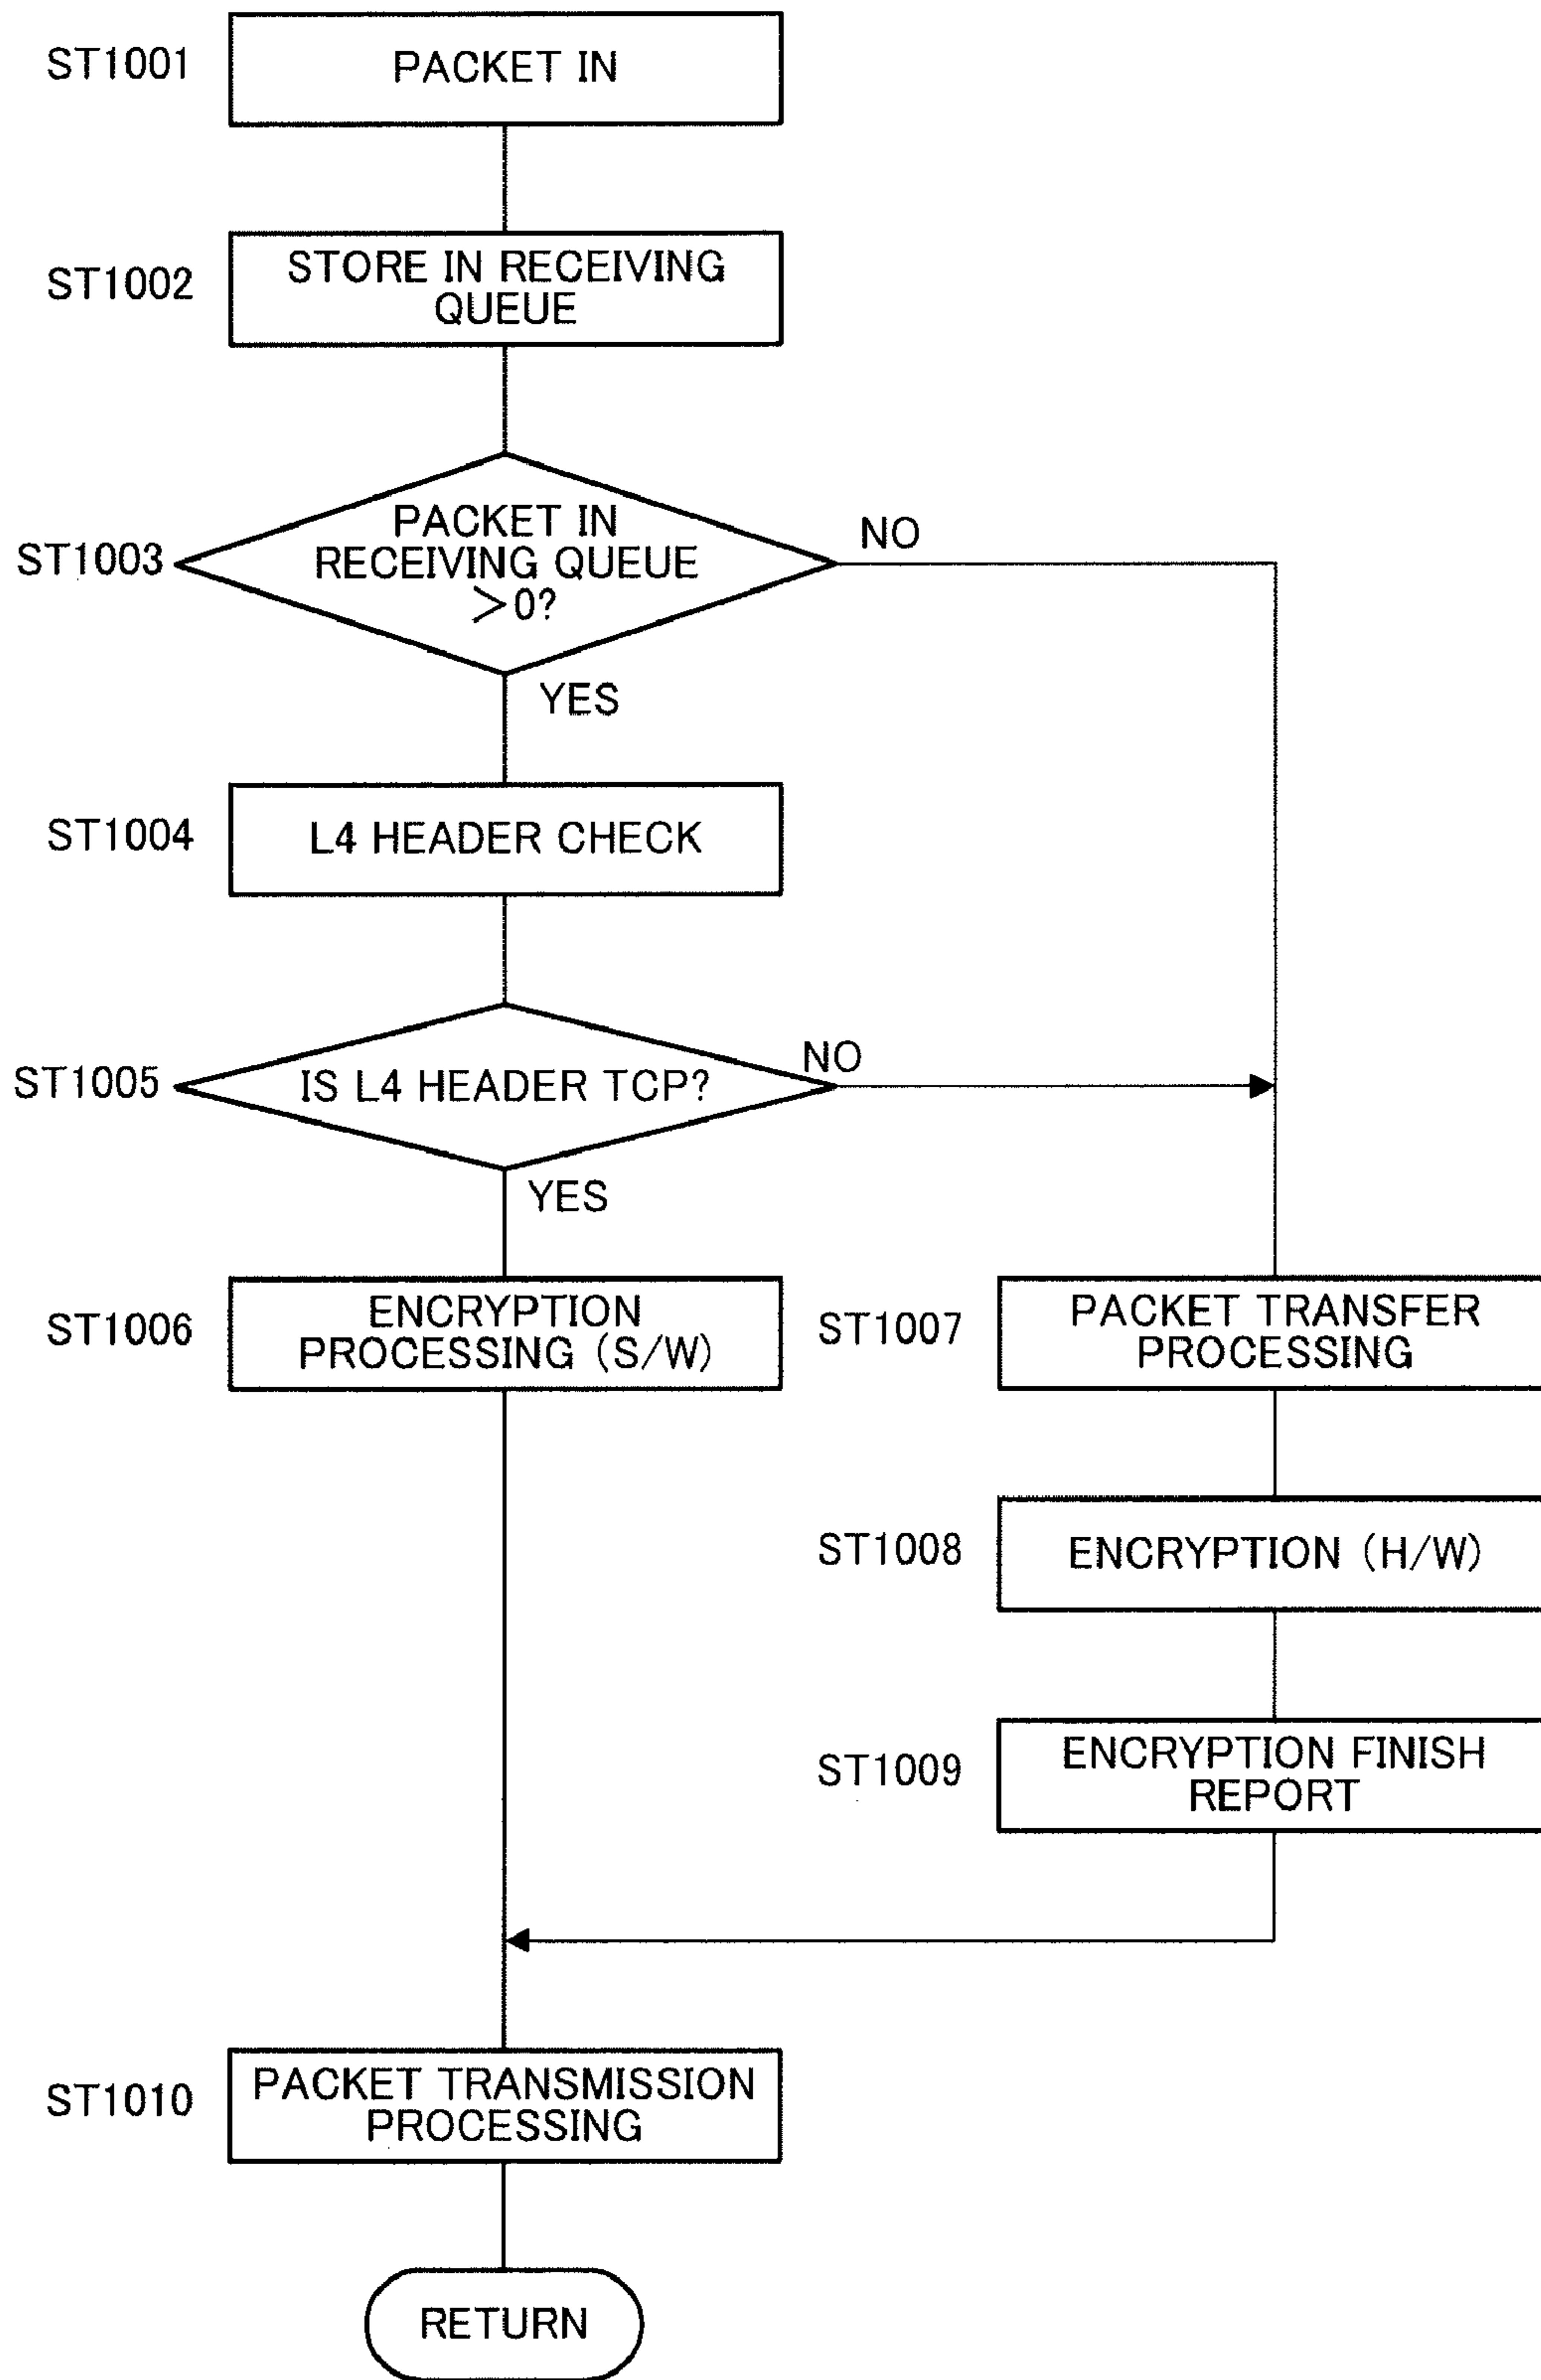 ST1001
PACKET IN
ST1002
STORE IN RECEIVING
QUEUE
ST1003
PACKET IN
RECEIVING QUEUE
>0?
NO
YES
ST1004
L4 HEADER CHECK
ST1005
IS L4 HEADER TCP?
NO
YES
ST1006
ENCRYPTION
PROCESSING (S/W)
ST1007
PACKET TRANSFER
PROCESSING
ST1008
ENCRYPTION (H/W)
ST1009
ENCRYPTION FINISH
REPORT
ST1010
PACKET TRANSMISSION
PROCESSING
RETURN